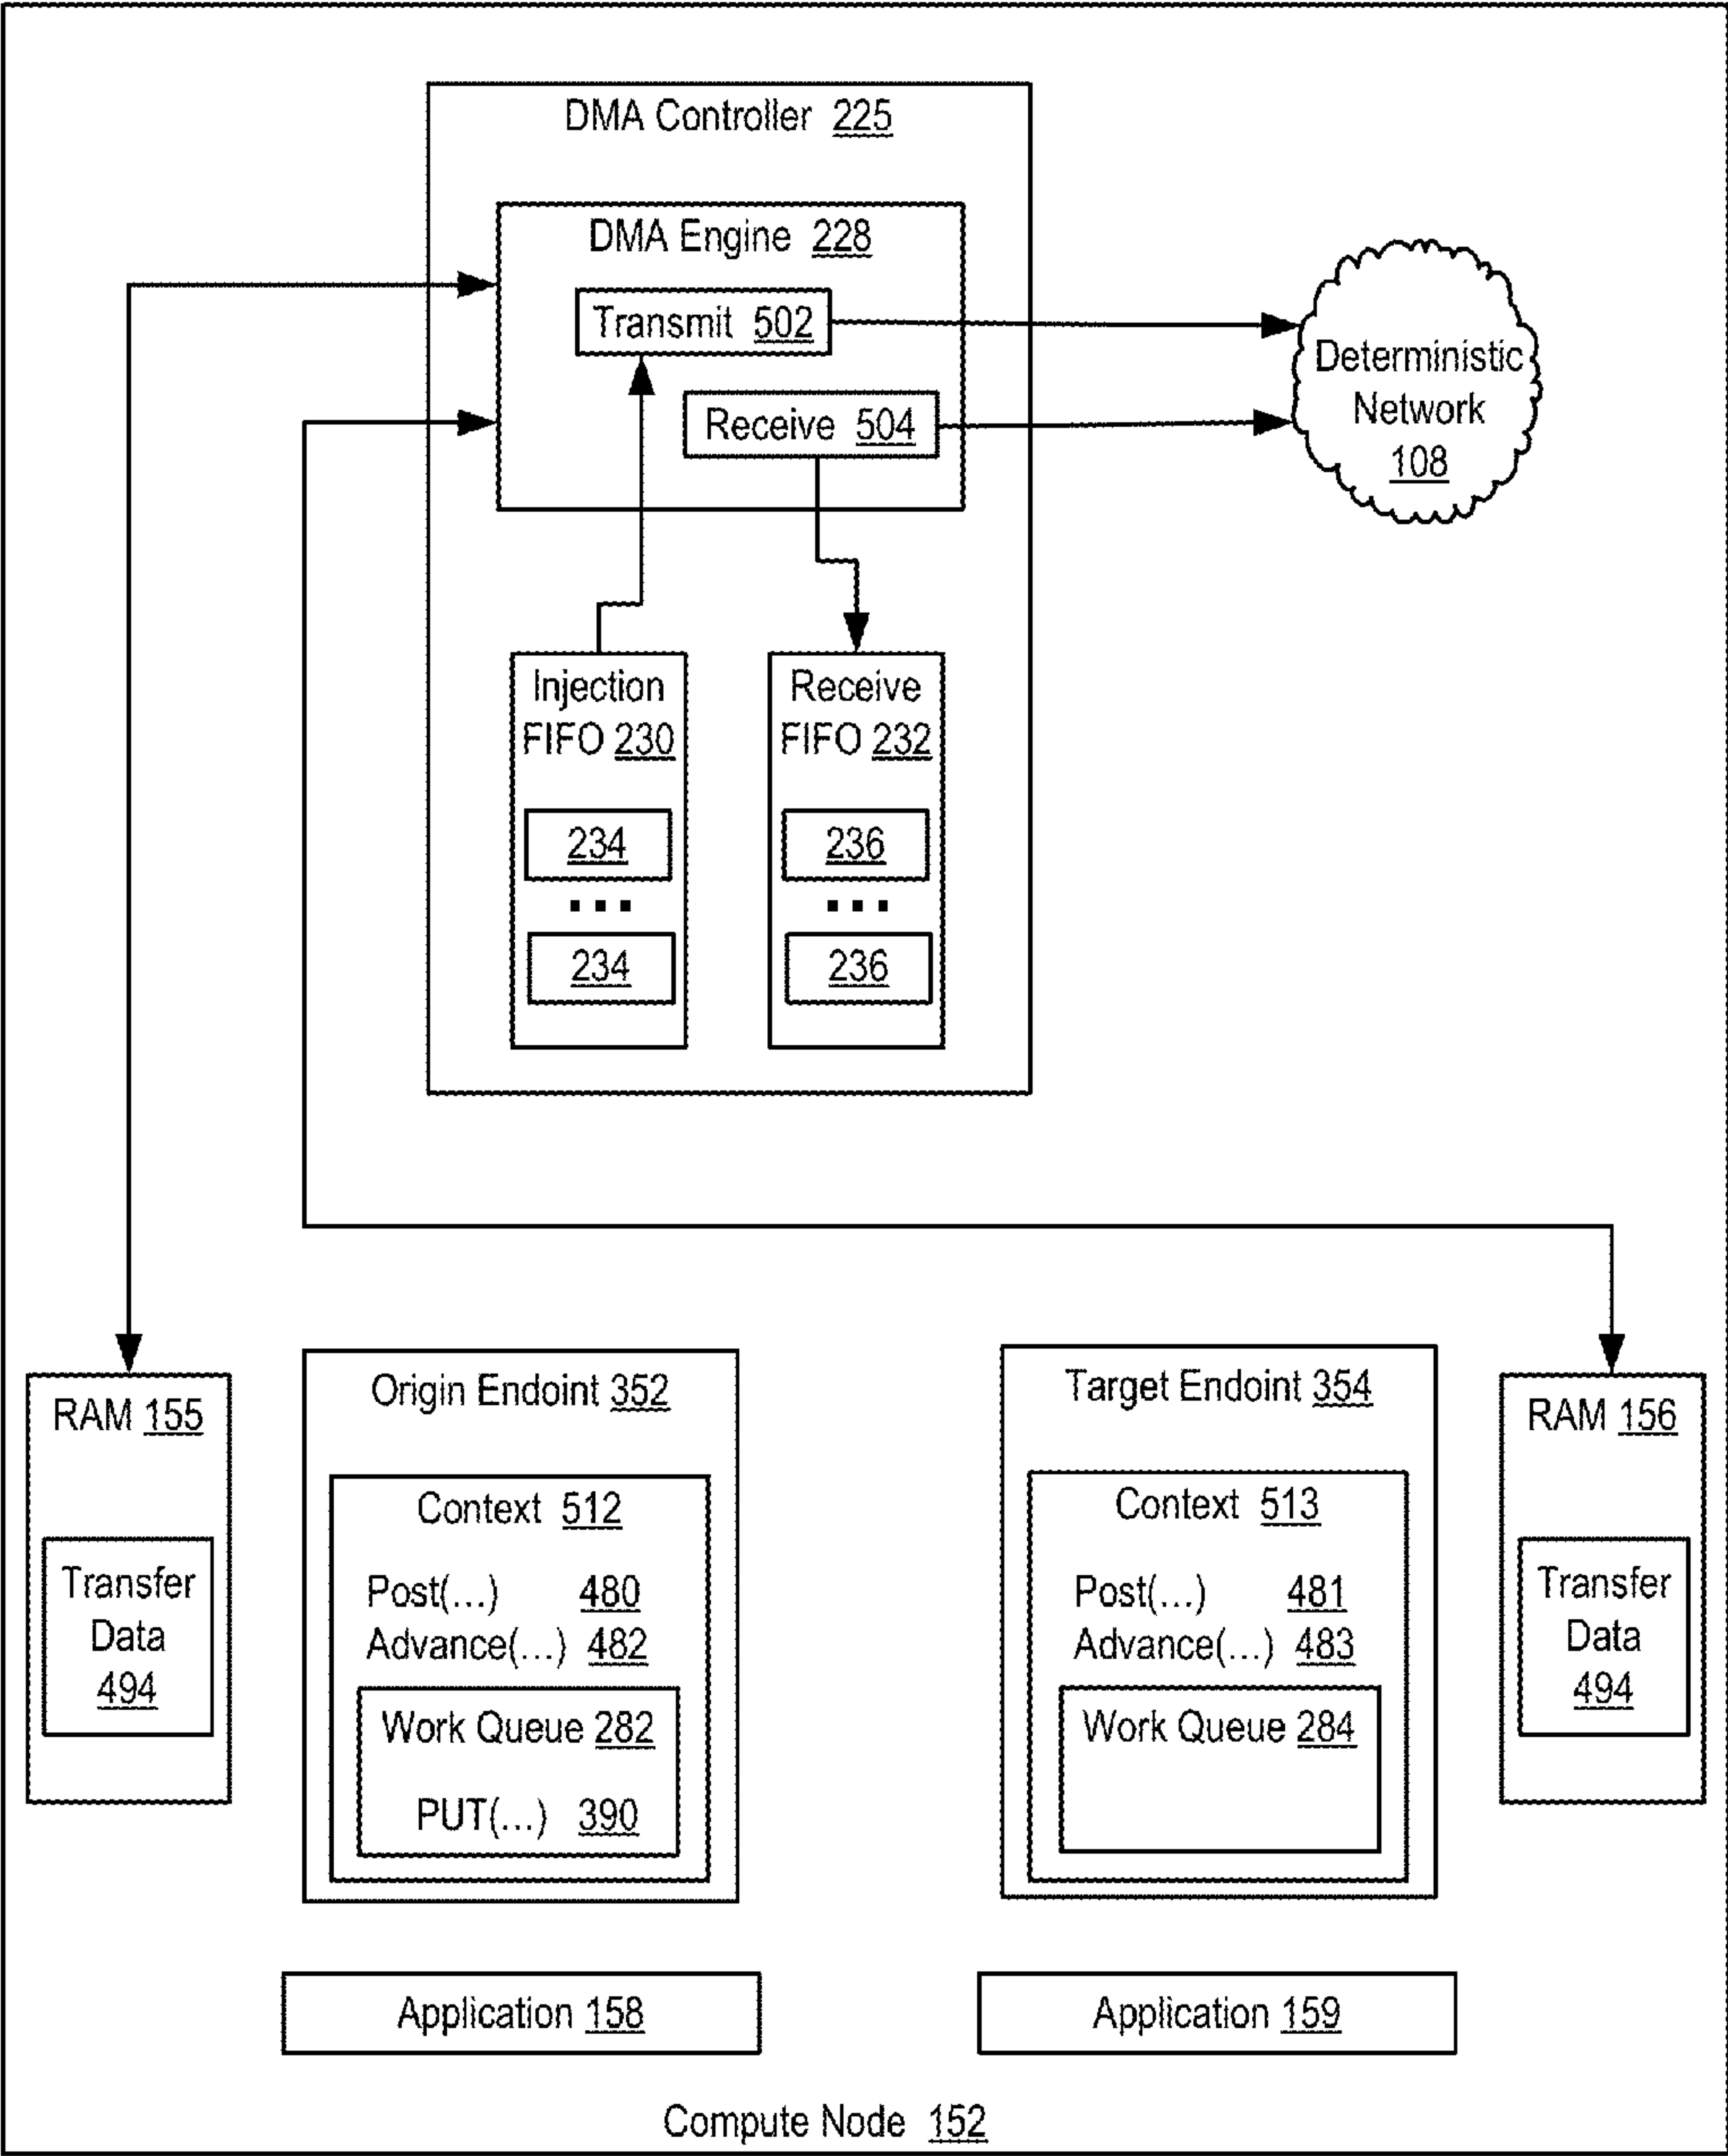 DMA Controller 225
DMA Engine 228
Transmit 502
Receive 504
Deterministic
Network
108
Injection
FIFO 230
234
...
234
Receive
FIFO 232
236
...
236
RAM 155
Transfer
Data
494
Origin Endoint 352
Context 512
Post(...) 480
Advance(...) 482
Work Queue 282
PUT(...) 390
Target Endoint 354
Context 513
Post(...) 481
Advance(...) 483
Work Queue 284
RAM 156
Transfer
Data
494
Application 158
Application 159
Compute Node 152